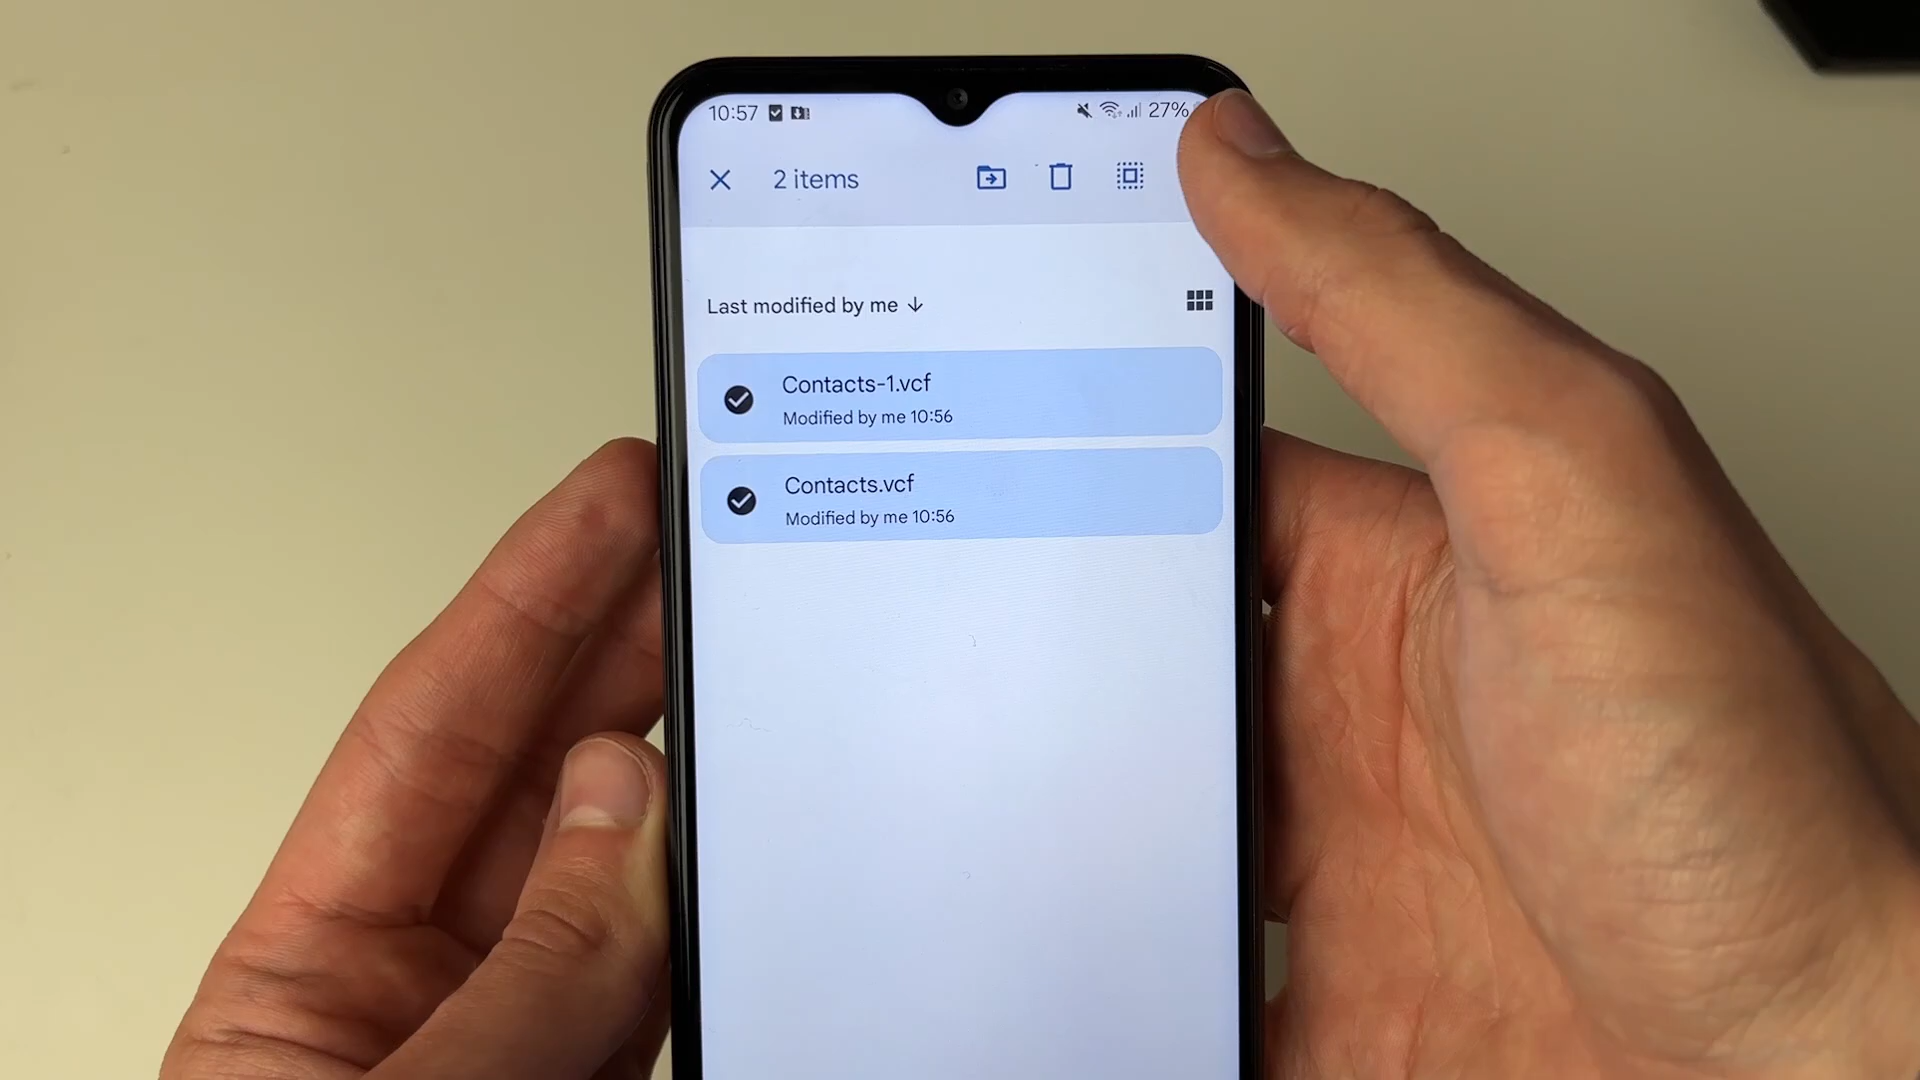 10:57
27%
2 items
Last modified by me
Contacts-1.vcf
Modified by me 10:56
Contacts.vcf
Modified by me 10:56